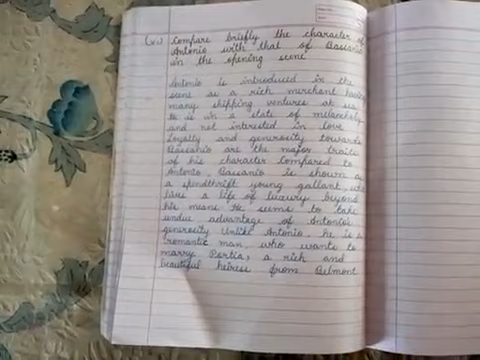 (vi) Compare briefly the character of
Antonio with that of Bassanio
in the opening scene
Antonio is introduced in the
scene as a rich merchant having
many shipping ventures at sea
He is in a state of melancholy
and not interested in love
Loyalty and generosity towards
Bassanio are the major traits
of his character Compared to
Antonio, Bassanio is shown as
a spendthrift young gallant, who
lives a life of luxury beyond
his means He seems to take
undue advantage of Antonio's
generosity Unlike Antonio, he is a
romantic man, who wants to
marry Portia, a rich and
beautiful heiress from Belmont